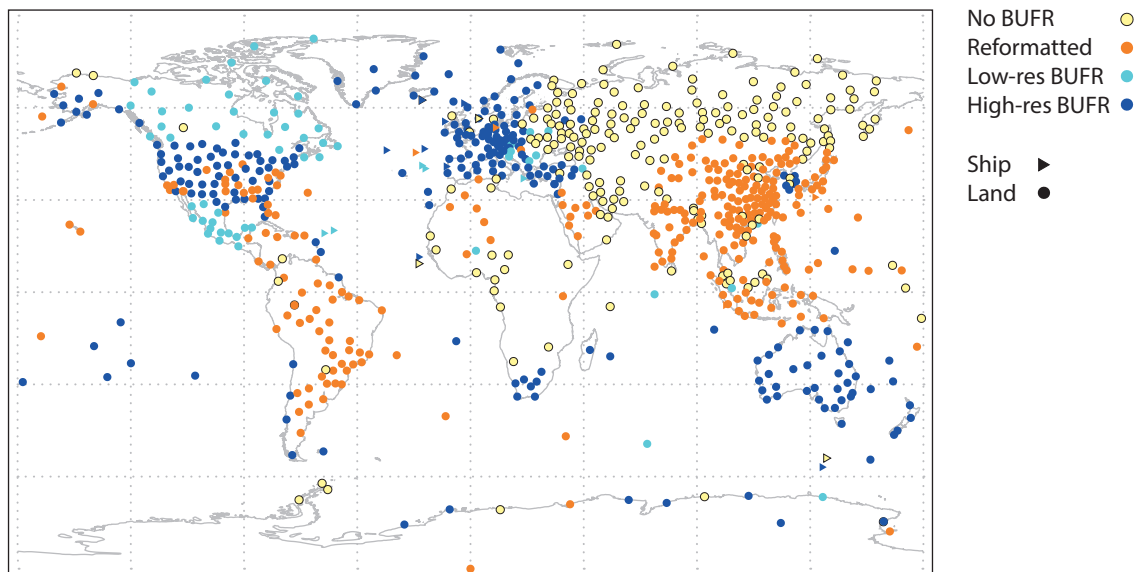 No BUFR
Reformatted
Low-res BUFR
High-res BUFR
Ship
Land